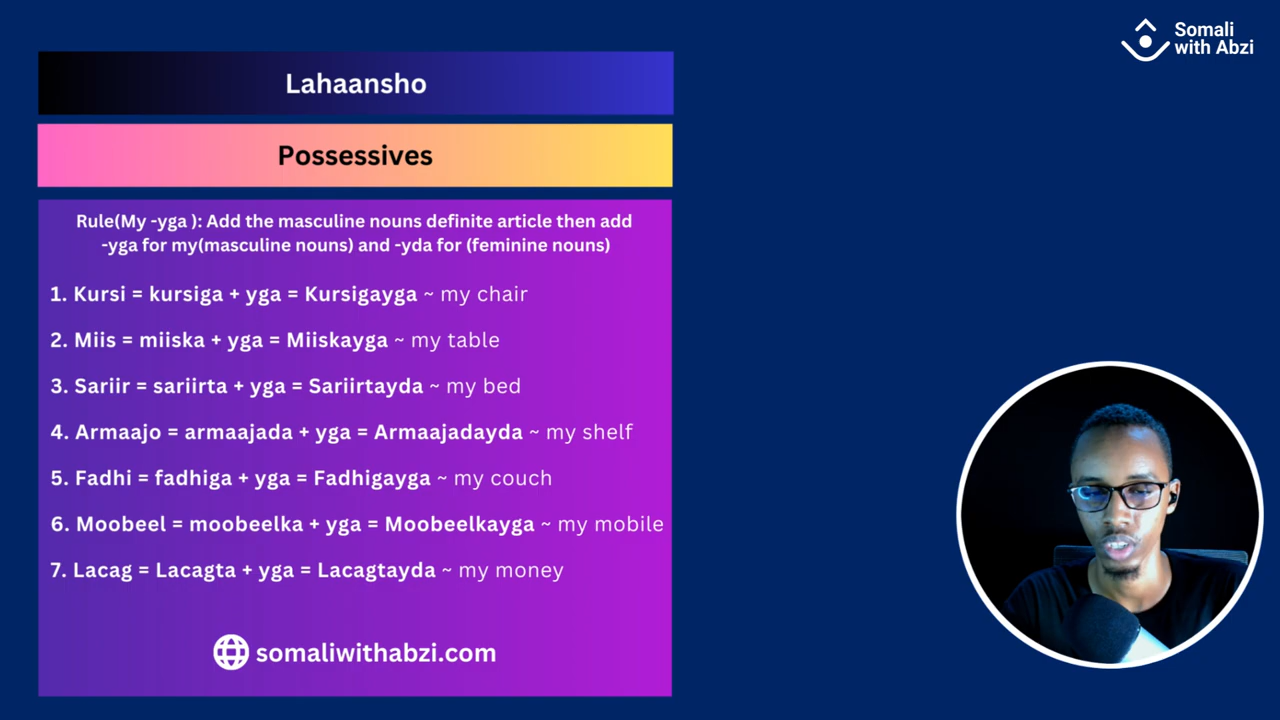 Somali
with Abzi
Lahaansho
Possessives
Rule(My -yga ): Add the masculine nouns definite article then add
-yga for my(masculine nouns) and -yda for (feminine nouns)
1. Kursi = kursiga + yga = Kursigayga ~ my chair
2. Miis = miiska + yga = Miiskayga ~ my table
3. Sariir = sariirta + yga = Sariirtayda ~ my bed
4. Armaajo = armaajada + yga = Armaajadayda ~ my shelf
5. Fadhi = fadhiga + yga = Fadhigayga ~ my couch
6. Moobeel = moobeelka + yga = Moobeelkayga ~ my mobile
7. Lacag = Lacagta + yga = Lacagtayda ~ my money
somaliwithabzi.com